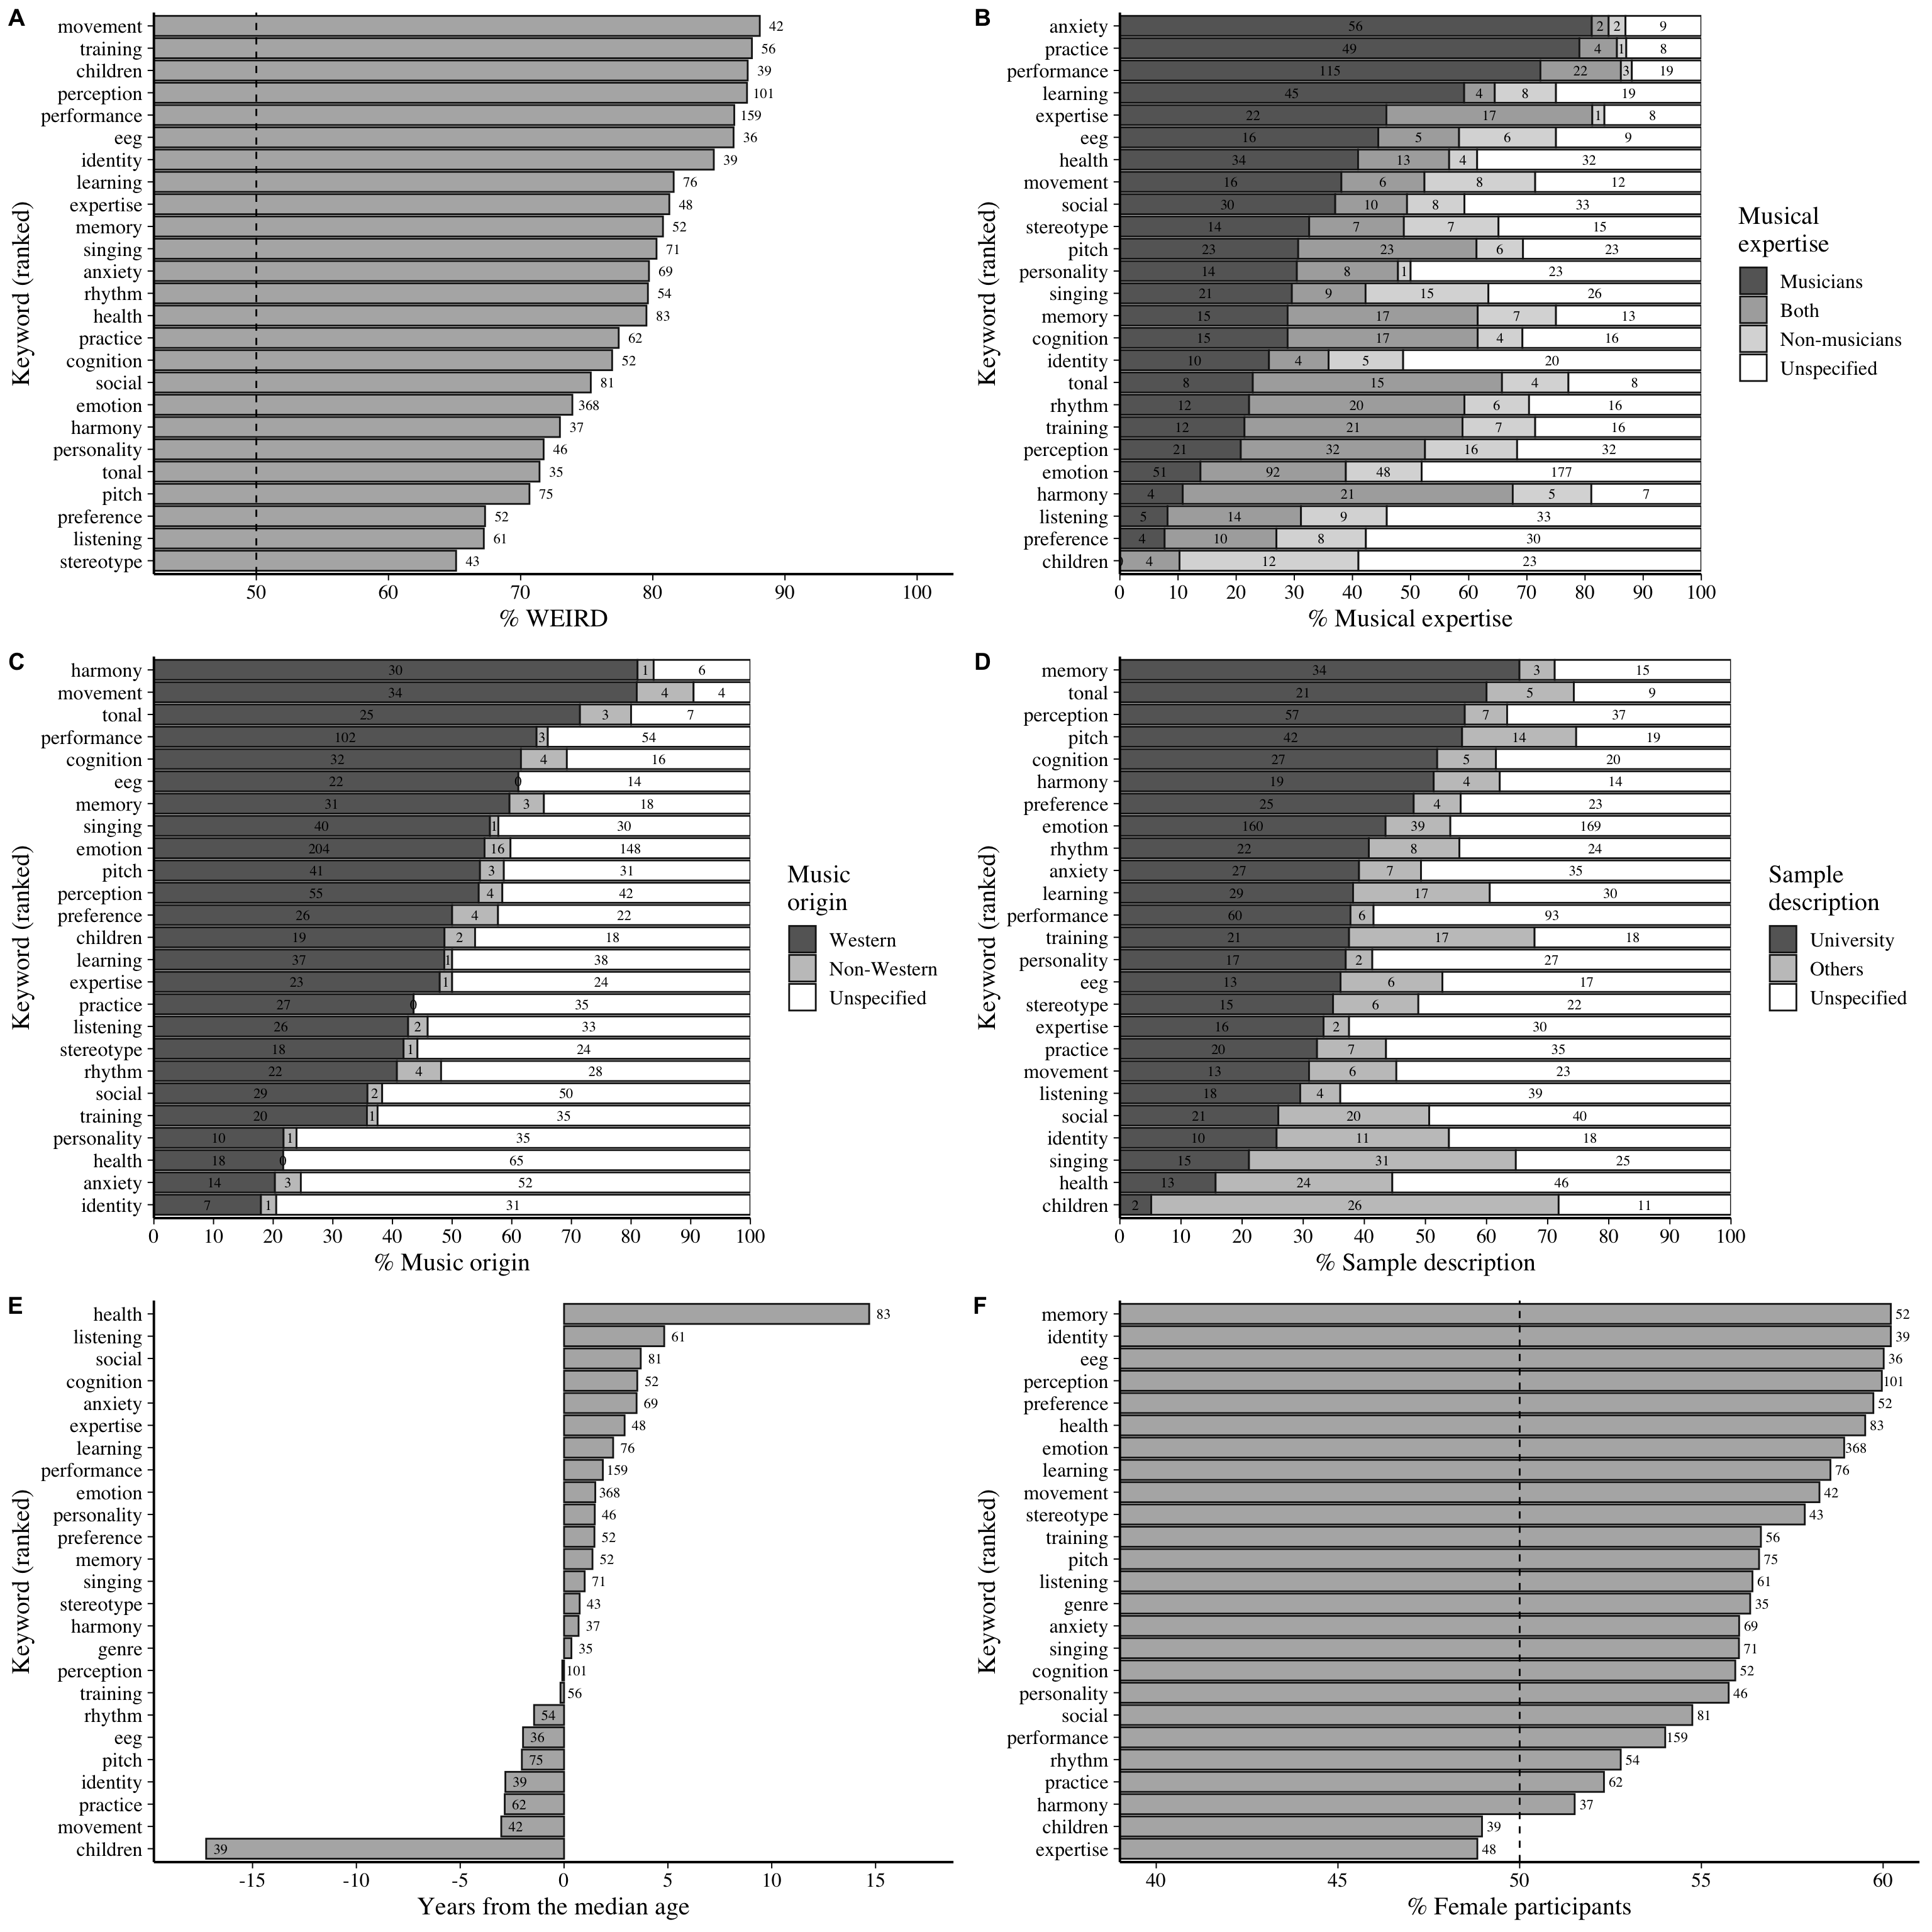 A
movement 42
training 56
children 39
perception 101
performance 159
eeg 36
identity 39
learning 76
expertise 48
memory 52
singing 71
anxiety 69
rhythm 54
health 83
practice 62
cognition 52
social 81
emotion 368
harmony 37
personality 46
tonal 35
pitch 75
preference 52
listening 61
stereotype 43
50 60 70 80 90 100
% WEIRD
Keyword (ranked)
B
anxiety 56 2 2 9
practice 49 4 1 8
performance 115 22 3 19
learning 45 4 8 19
expertise 22 17 1 8
eeg 16 5 6 9
health 34 13 4 32
movement 16 6 8 12
social 30 10 8 33
stereotype 14 7 7 15
pitch 23 23 6 23
personality 14 8 1 23
singing 21 9 15 26
memory 15 17 7 13
cognition 15 17 4 16
identity 10 4 5 20
tonal 8 15 4 8
rhythm 12 20 6 16
training 12 21 7 16
perception 21 32 16 32
emotion 51 92 48 177
harmony 4 21 5 7
listening 5 14 9 33
preference 4 10 8 30
children 0 4 12 23
0 10 20 30 40 50 60 70 80 90 100
% Musical expertise
Keyword (ranked)
Musical
expertise
Musicians
Both
Non-musicians
Unspecified
C
harmony 30 1 6
movement 34 4 4
tonal 25 3 7
performance 102 3 54
cognition 32 4 16
eeg 22 0 14
memory 31 3 18
singing 40 1 30
emotion 204 16 148
pitch 41 3 31
perception 55 4 42
preference 26 4 22
children 19 2 18
learning 37 1 38
expertise 23 1 24
practice 27 0 35
listening 26 2 33
stereotype 18 1 24
rhythm 22 4 28
social 29 2 50
training 20 1 35
personality 10 1 35
health 18 0 65
anxiety 14 3 52
identity 7 1 31
0 10 20 30 40 50 60 70 80 90 100
% Music origin
Keyword (ranked)
Music
origin
Western
Non-Western
Unspecified
D
memory 34 3 15
tonal 21 5 9
perception 57 7 37
pitch 42 14 19
cognition 27 5 20
harmony 19 4 14
preference 25 4 23
emotion 160 39 169
rhythm 22 8 24
anxiety 27 7 35
learning 29 17 30
performance 60 6 93
training 21 17 18
personality 17 2 27
eeg 13 6 17
stereotype 15 6 22
expertise 16 2 30
practice 20 7 35
movement 13 6 23
listening 18 4 39
social 21 20 40
identity 10 11 18
singing 15 31 25
health 13 24 46
children 2 26 11
0 10 20 30 40 50 60 70 80 90 100
% Sample description
Keyword (ranked)
Sample
description
University
Others
Unspecified
E
health 83
listening 61
social 81
cognition 52
anxiety 69
expertise 48
learning 76
performance 159
emotion 368
personality 46
preference 52
memory 52
singing 71
stereotype 43
harmony 37
genre 35
perception 101
training 56
rhythm 54
eeg 36
pitch 75
identity 39
practice 62
movement 42
children 39
-15 -10 -5 0 5 10 15
Years from the median age
Keyword (ranked)
F
memory 52
identity 39
eeg 36
perception 101
preference 52
health 83
emotion 368
learning 76
movement 42
stereotype 43
training 56
pitch 75
listening 61
genre 35
anxiety 69
singing 71
cognition 52
personality 46
social 81
performance 159
rhythm 54
practice 62
harmony 37
children 39
expertise 48
40 45 50 55 60
% Female participants
Keyword (ranked)